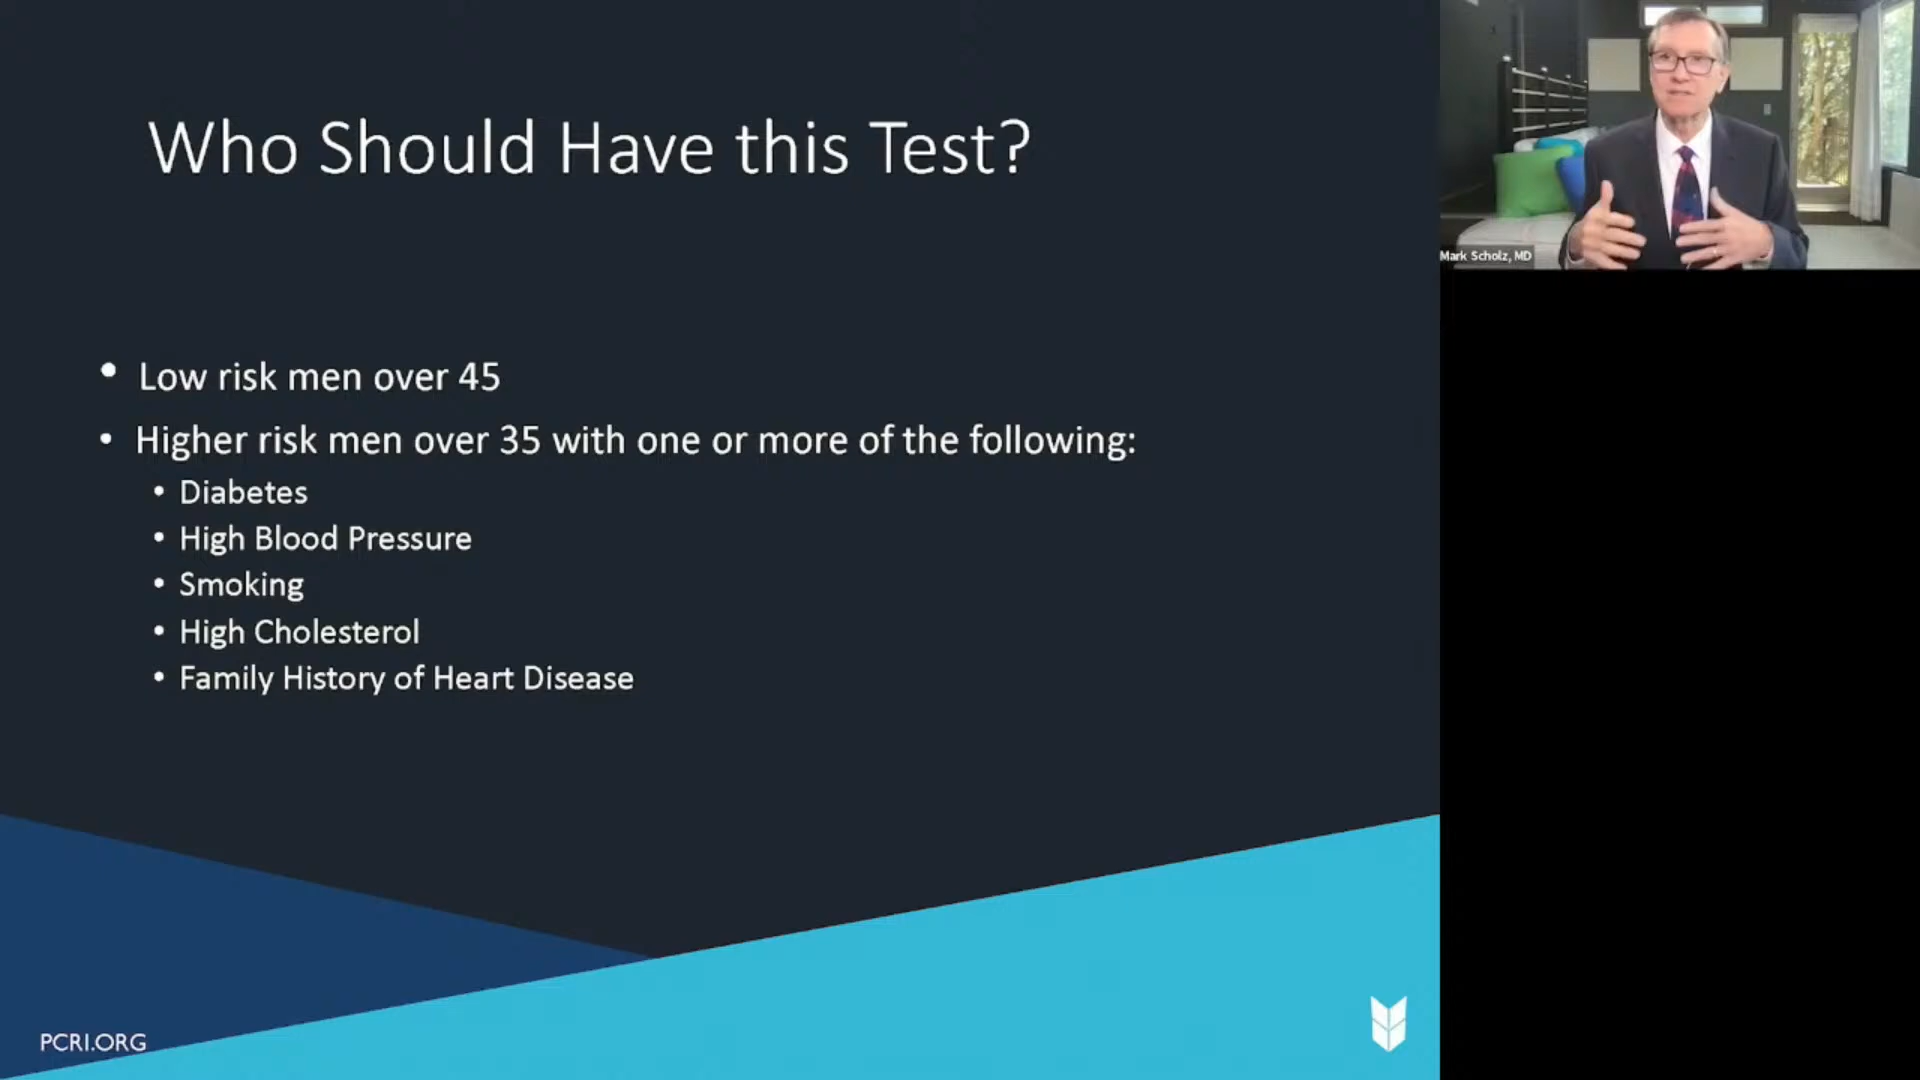 Who Should Have this Test?
• Low risk men over 45
• Higher risk men over 35 with one or more of the following:
• Diabetes
• High Blood Pressure
• Smoking
• High Cholesterol
• Family History of Heart Disease
PCRI.ORG
Mark Scholz, MD